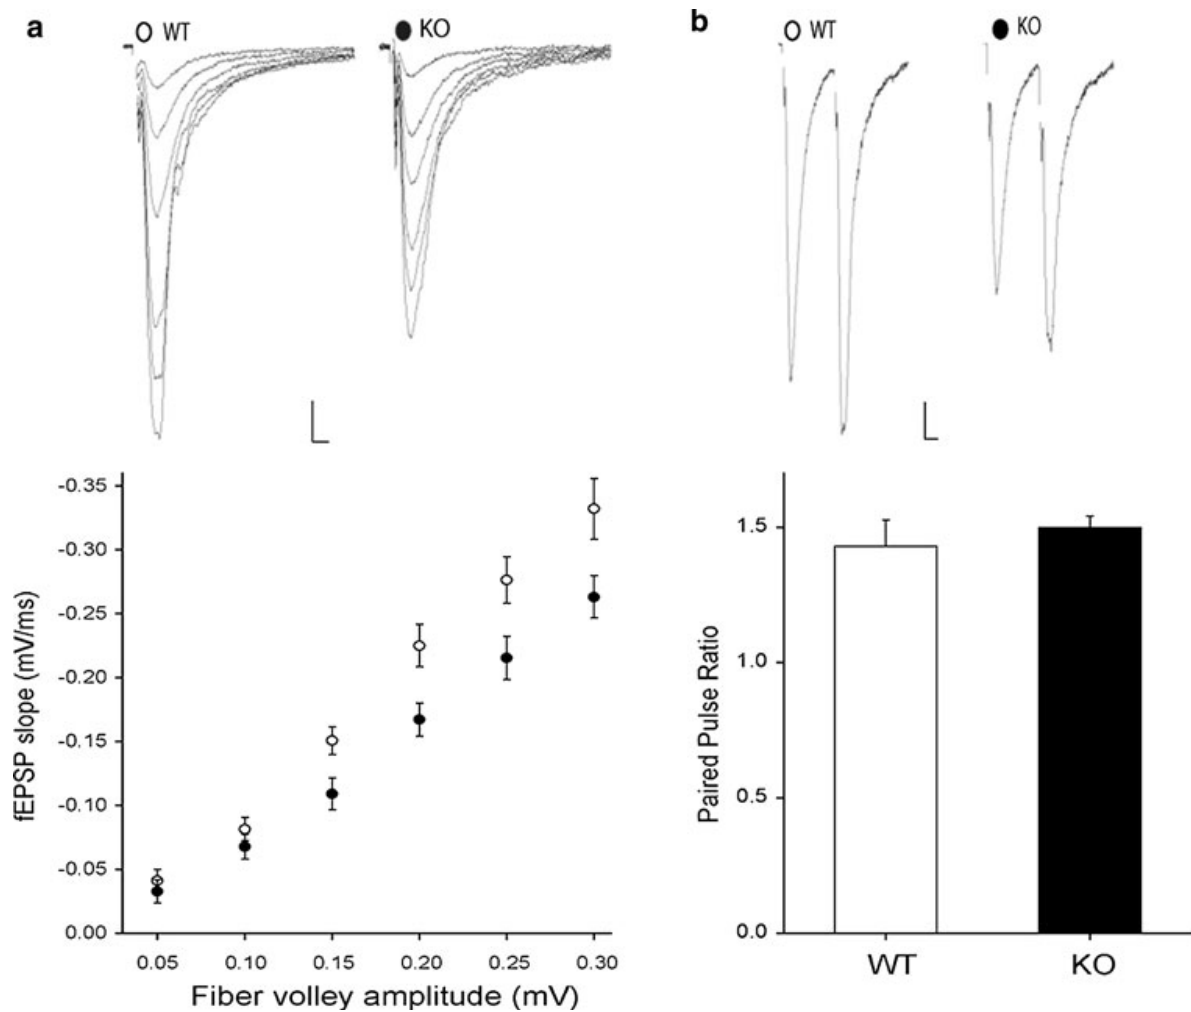 a
WT
KO
b
WT
KO
fEPSP slope (mV/ms)
-0.35
-0.30
-0.25
-0.20
-0.15
-0.10
-0.05
0.00
0.05 0.10 0.15 0.20 0.25 0.30
Fiber volley amplitude (mV)
Paired Pulse Ratio
1.5
1.0
0.5
0.0
WT KO